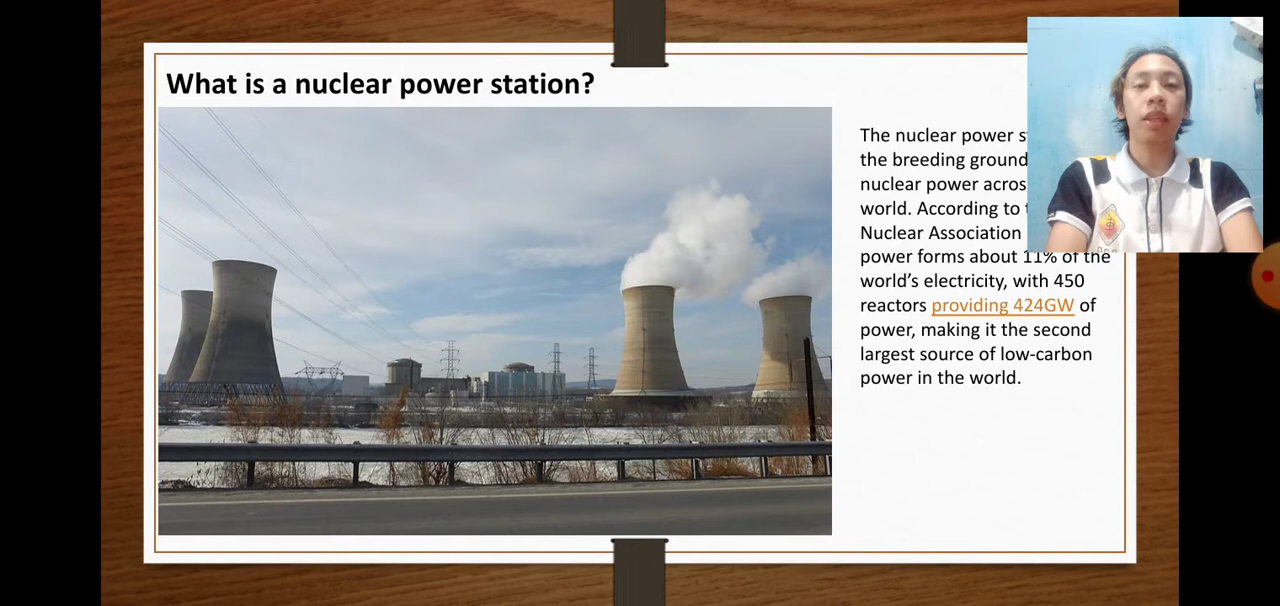 What is a nuclear power station?
The nuclear power
the breeding ground
nuclear power
world. According to
Nuclear Association
power forms about 11% of the
world’s electricity, with 450
reactors providing 424GW of
power, making it the second
largest source of low-carbon
power in the world.